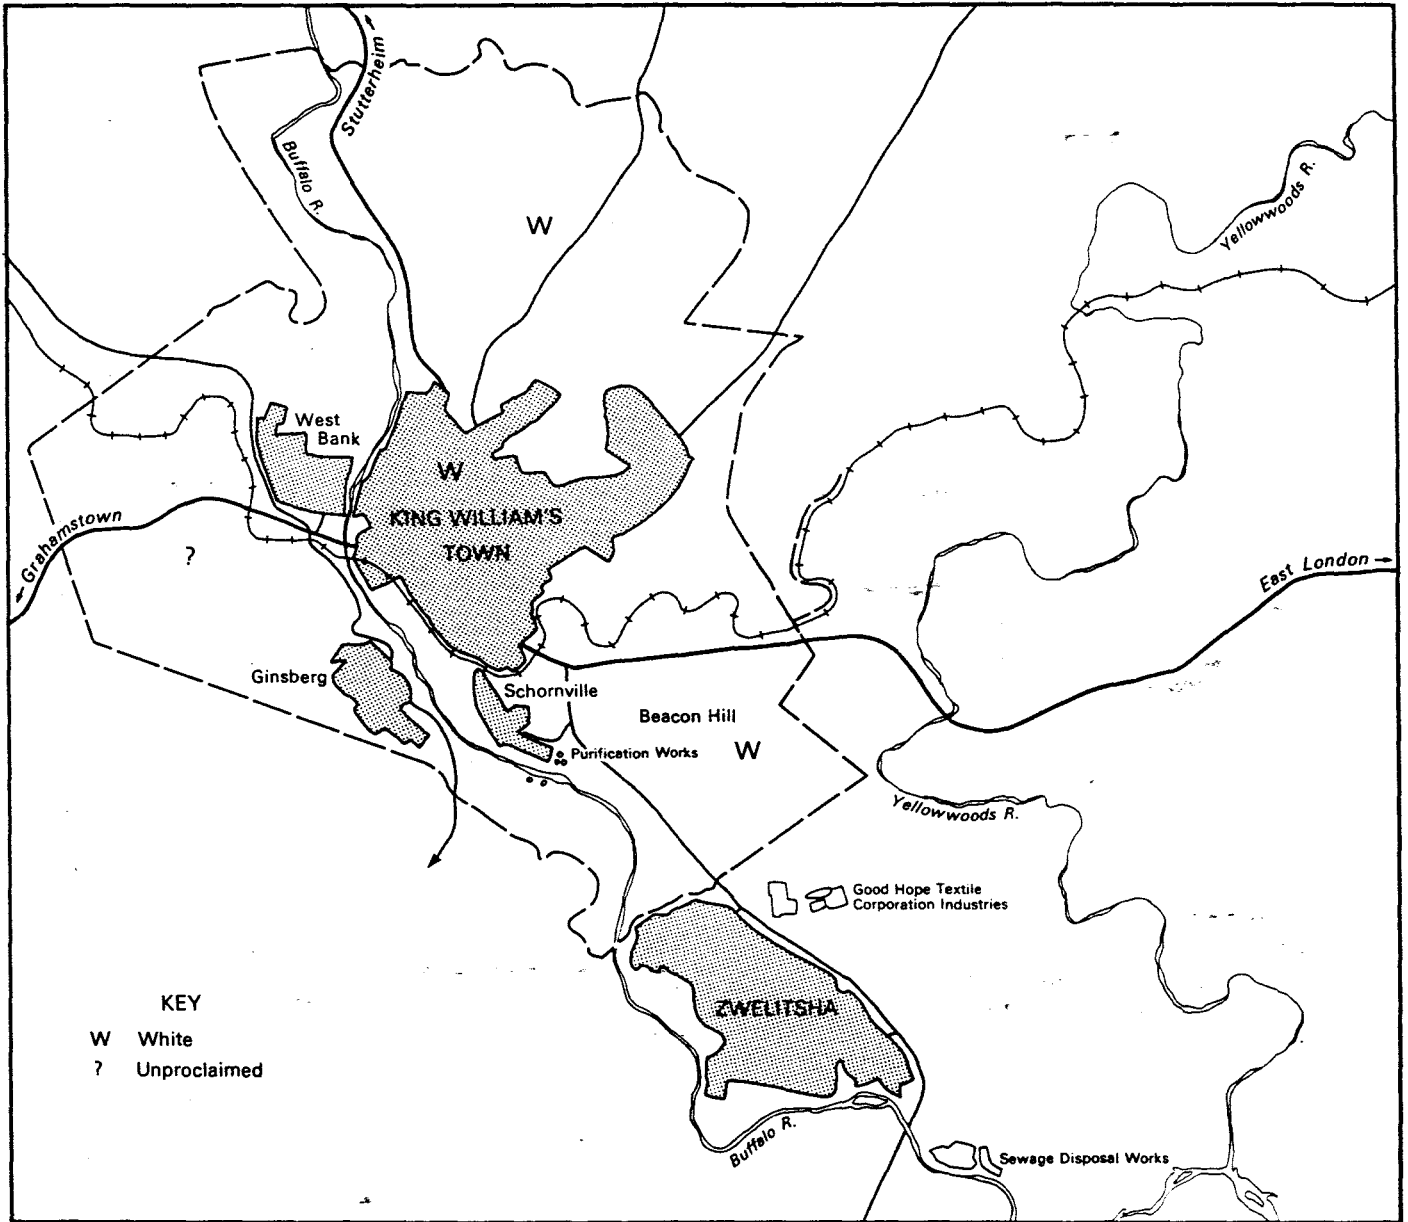 ← Stutterheim
Buffalo R.
W
Yellowwoods R.
West
Bank
W
KING WILLIAM'S
TOWN
← Grahamstown
?
East London →
Ginsberg
Schornville
Beacon Hill
W
Purification Works
Yellowwoods R.
Good Hope Textile
Corporation Industries
ZWELITSHA
KEY
W White
? Unproclaimed
Buffalo R.
Sewage Disposal Works